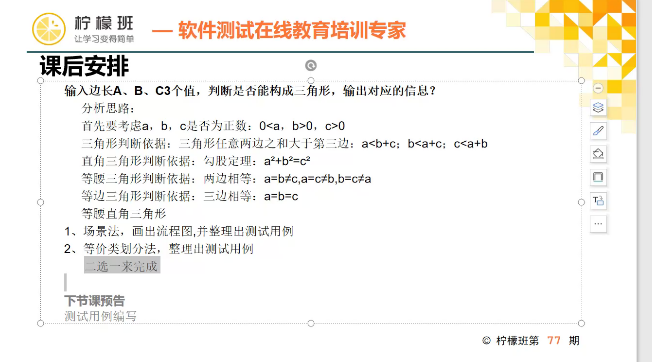 柠檬班
让学习变得简单
— 软件测试在线教育培训专家
课后安排
输入边长A、B、C3个值，判断是否能构成三角形，输出对应的信息？
分析思路：
首先要考虑a，b，c是否为正数：0<a，b>0，c>0
三角形判断依据：三角形任意两边之和大于第三边：a<b+c；b<a+c；c<a+b
直角三角形判断依据：勾股定理：a²+b²=c²
等腰三角形判断依据：两边相等：a=b≠c,a=c≠b,b=c≠a
等边三角形判断依据：三边相等：a=b=c
等腰直角三角形
1、场景法，画出流程图,并整理出测试用例
2、等价类划分法，整理出测试用例
二选一来完成
下节课预告
测试用例编写
© 柠檬班第 77 期